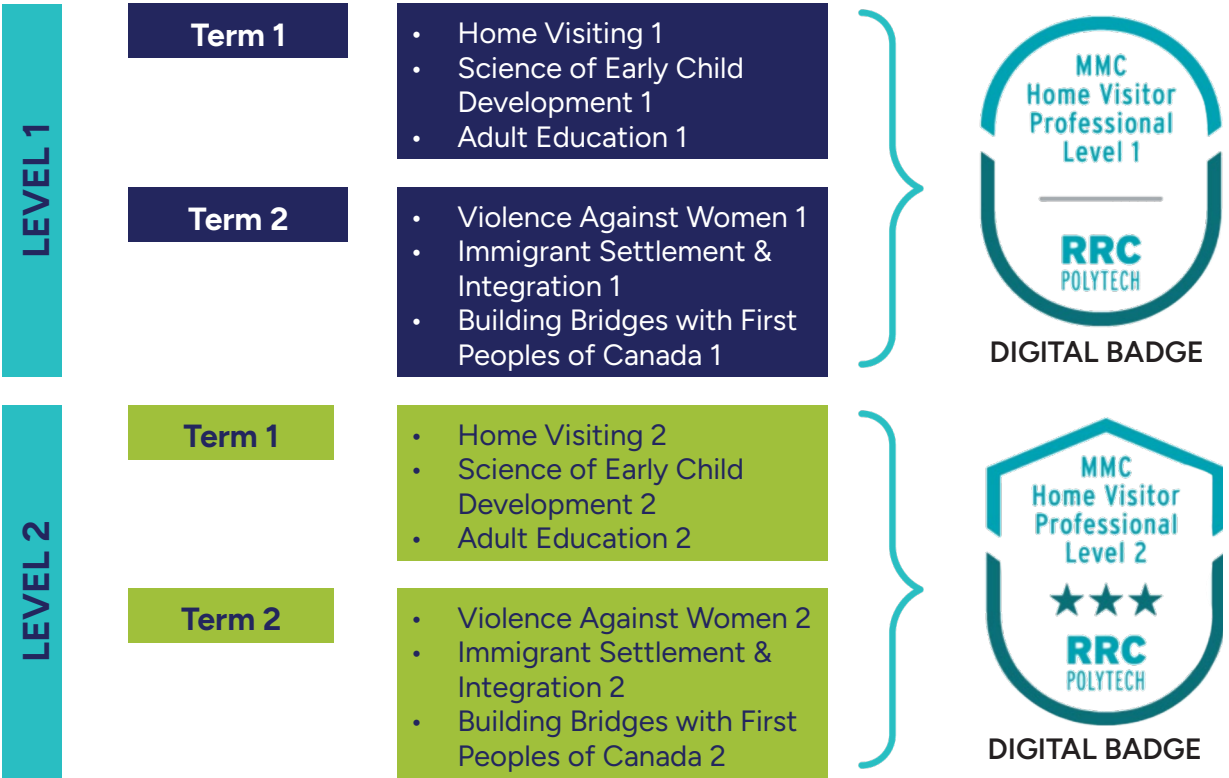 LEVEL 1
Term 1
• Home Visiting 1
• Science of Early Child
Development 1
• Adult Education 1
Term 2
• Violence Against Women 1
• Immigrant Settlement &
Integration 1
• Building Bridges with First
Peoples of Canada 1
MMC
Home Visitor
Professional
Level 1
RRC
POLYTECH
DIGITAL BADGE
LEVEL 2
Term 1
• Home Visiting 2
• Science of Early Child
Development 2
• Adult Education 2
Term 2
• Violence Against Women 2
• Immigrant Settlement &
Integration 2
• Building Bridges with First
Peoples of Canada 2
MMC
Home Visitor
Professional
Level 2
RRC
POLYTECH
DIGITAL BADGE